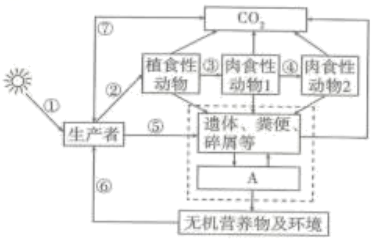 ⑦
CO₂
植食性
动物
③
肉食性
动物1
④
肉食性
动物2
①
②
生产者
⑤
遗体、粪便、
碎屑等
A
⑥
无机营养物及环境